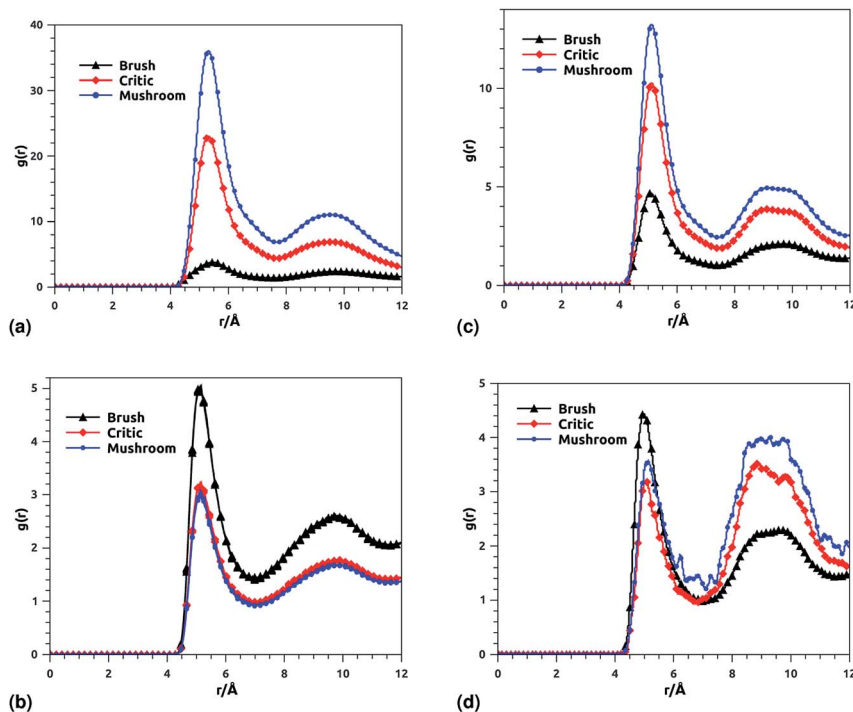 40
30
20
10
0
g(r)
Brush
Critic
Mushroom
0 2 4 6 8 10 12
r/Å
(a)
10
5
0
g(r)
Brush
Critic
Mushroom
0 2 4 6 8 10 12
r/Å
(c)
5
4
3
2
1
0
g(r)
Brush
Critic
Mushroom
0 2 4 6 8 10 12
r/Å
(b)
5
4
3
2
1
0
g(r)
Brush
Critic
Mushroom
0 2 4 6 8 10 12
r/Å
(d)